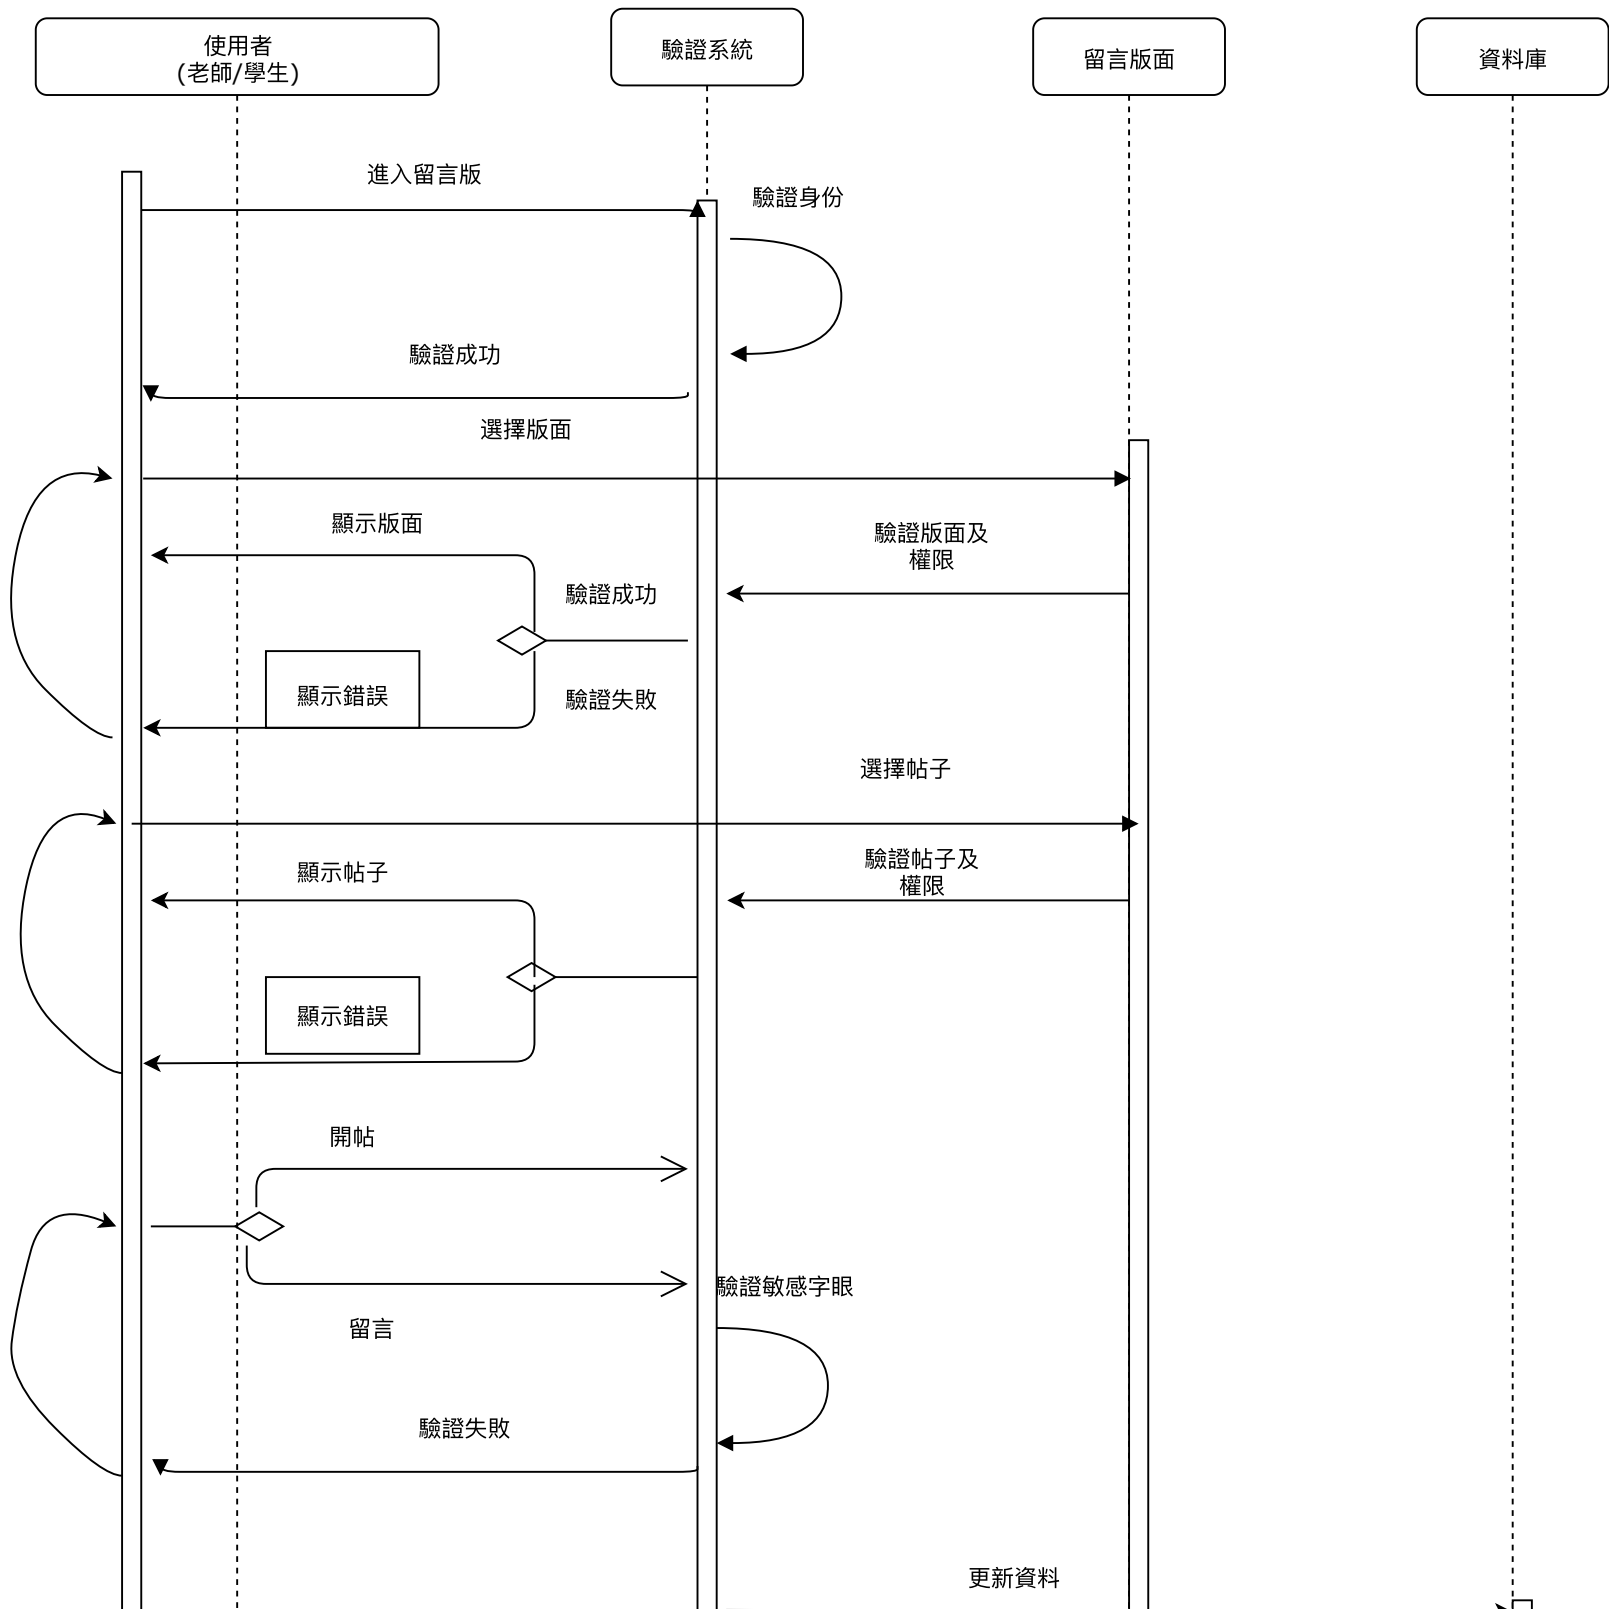 使用者
(老師/學生)
驗證系統
留言版面
資料庫
進入留言版
驗證身份
驗證成功
選擇版面
顯示版面
驗證版面及
權限
驗證成功
顯示錯誤
驗證失敗
選擇帖子
驗證帖子及
權限
顯示帖子
顯示錯誤
開帖
驗證敏感字眼
留言
驗證失敗
更新資料